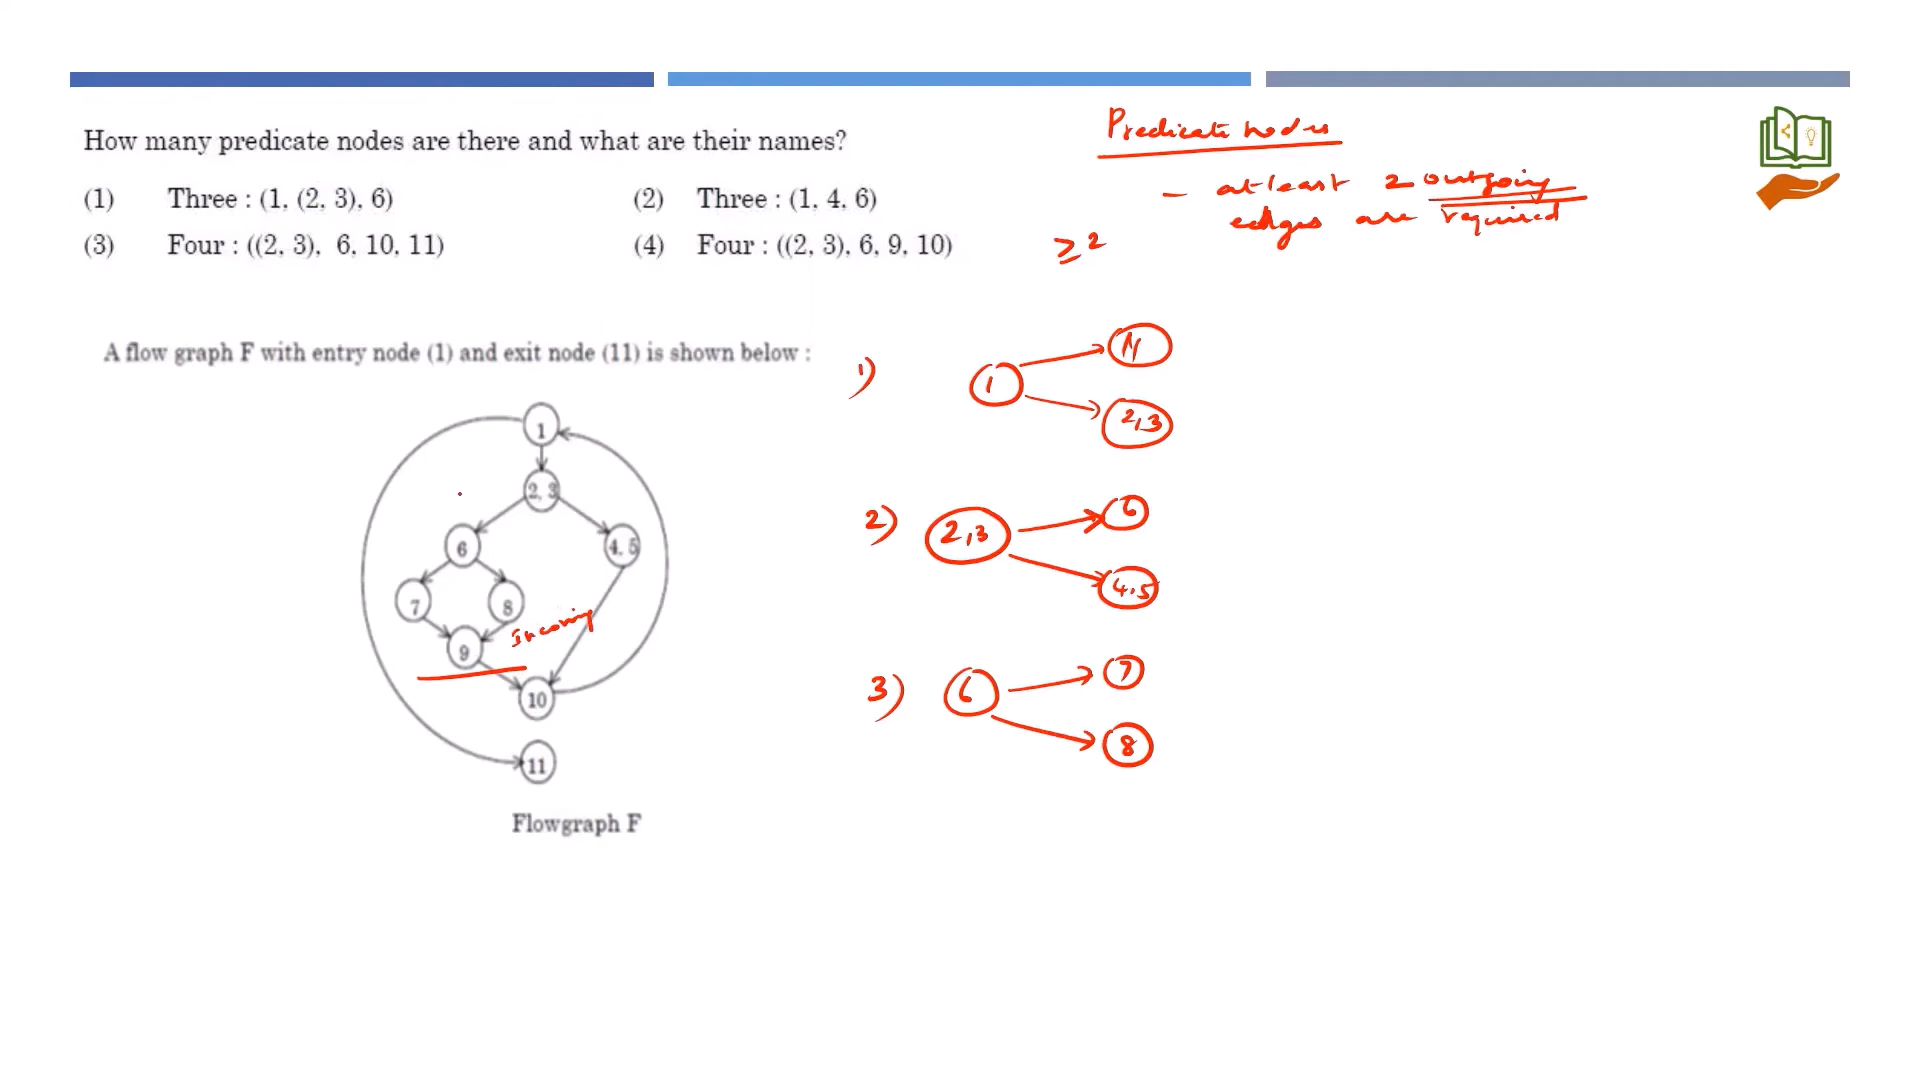 Predicate nodes
How many predicate nodes are there and what are their names?
- at least 2 outgoing
edges are required
(1) Three : (1, (2, 3), 6) (2) Three : (1, 4, 6)
(3) Four : ((2, 3), 6, 10, 11) (4) Four : ((2, 3), 6, 9, 10)
≥ 2
A flow graph F with entry node (1) and exit node (11) is shown below :
1
2, 3
6
4, 5
7
8
Incoming
9
10
11
Flowgraph F
1) 1 11
2,3
2) 2,3 6
4,5
3) 6 7
8